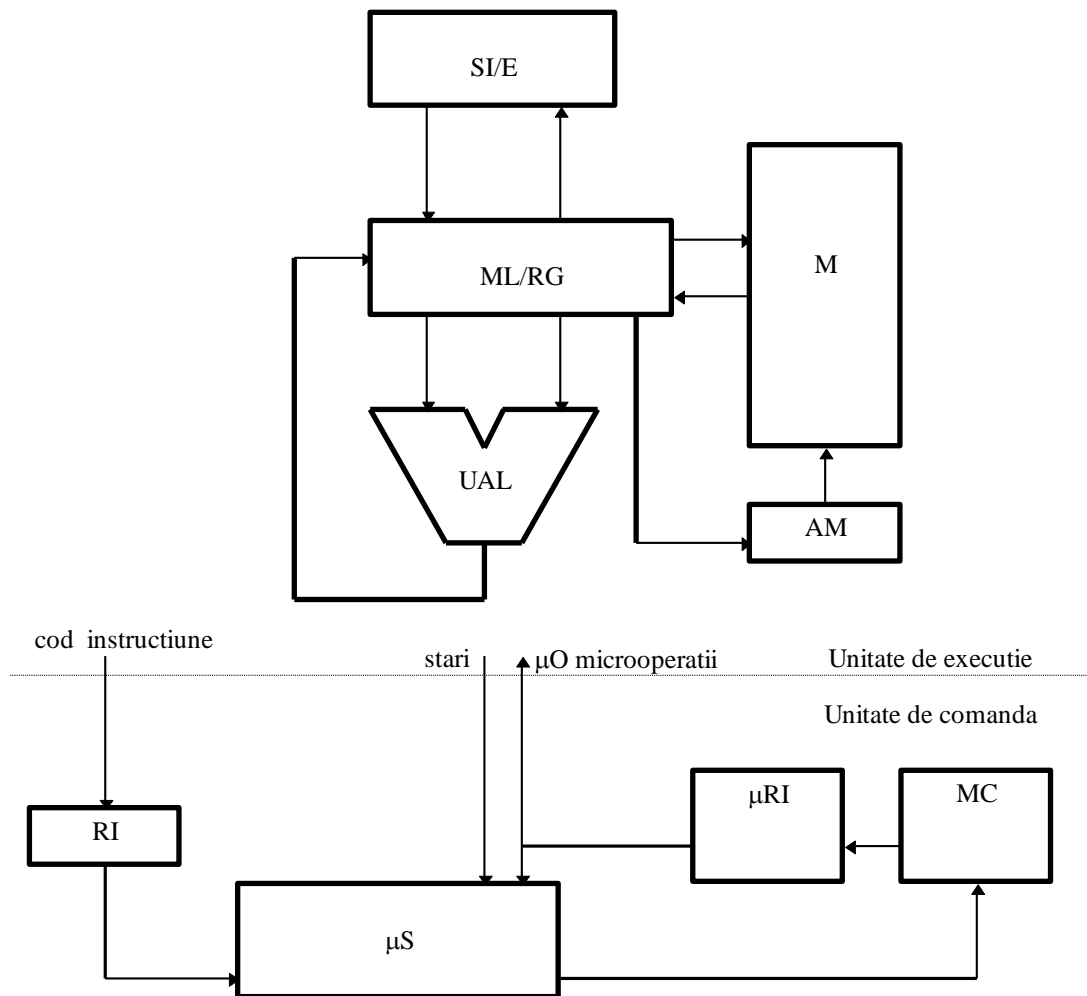 SI/E
M
ML/RG
UAL
AM
cod instructiune
stari
μO microoperatii
Unitate de executie
Unitate de comanda
μRI
MC
RI
μS